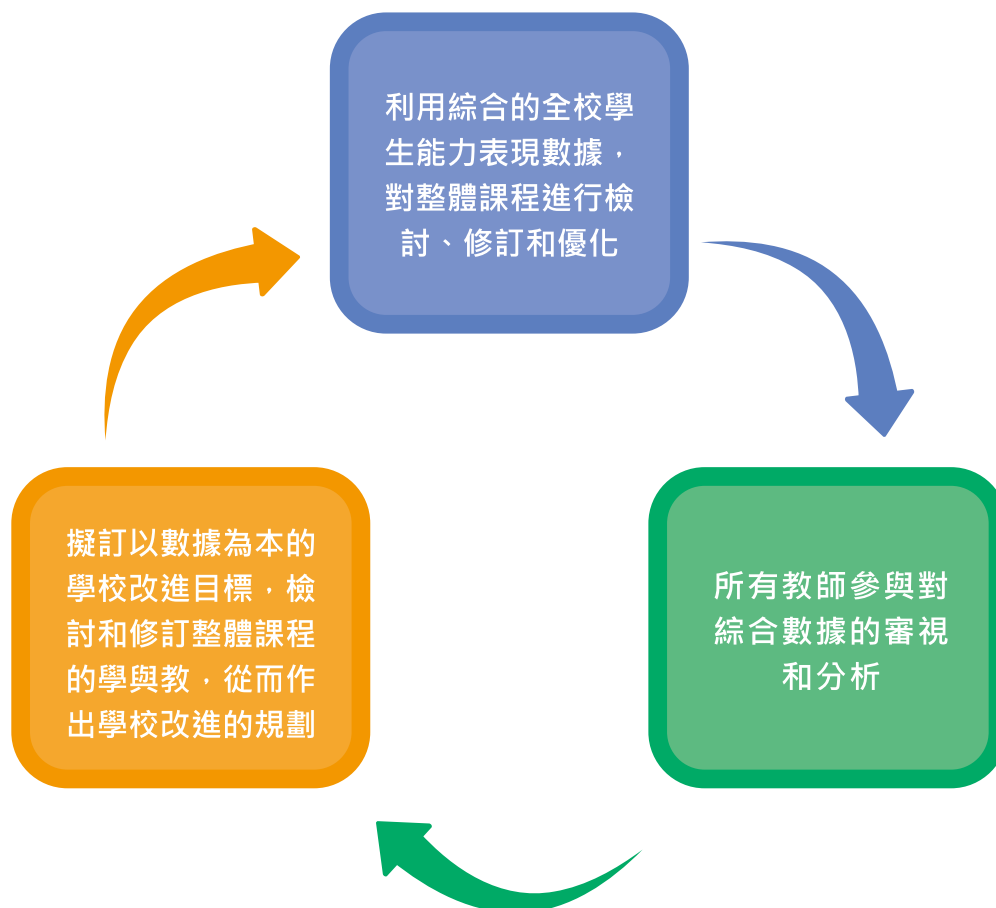 利用綜合的全校學
生能力表現數據，
對整體課程進行檢
討、修訂和優化
所有教師參與對
綜合數據的審視
和分析
擬訂以數據為本的
學校改進目標，檢
討和修訂整體課程
的學與教，從而作
出學校改進的規劃